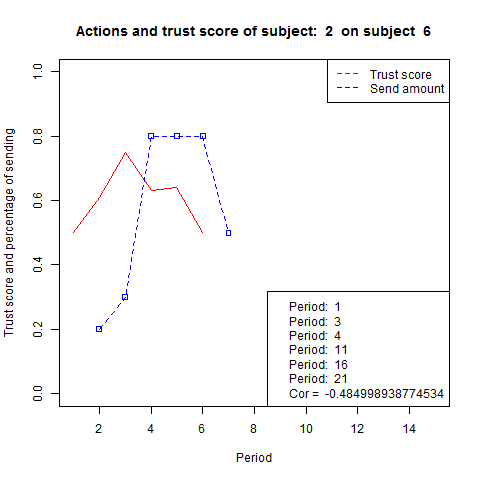 Actions and trust score of subject:  2  on subject  6
Trust score
Send amount
Trust score and percentage of sending
1.0
0.8
0.6
0.4
0.2
0.0
Period:  1
Period:  3
Period:  4
Period:  11
Period:  16
Period:  21
Cor =  -0.484998938774534
2 4 6 8 10 12 14
Period